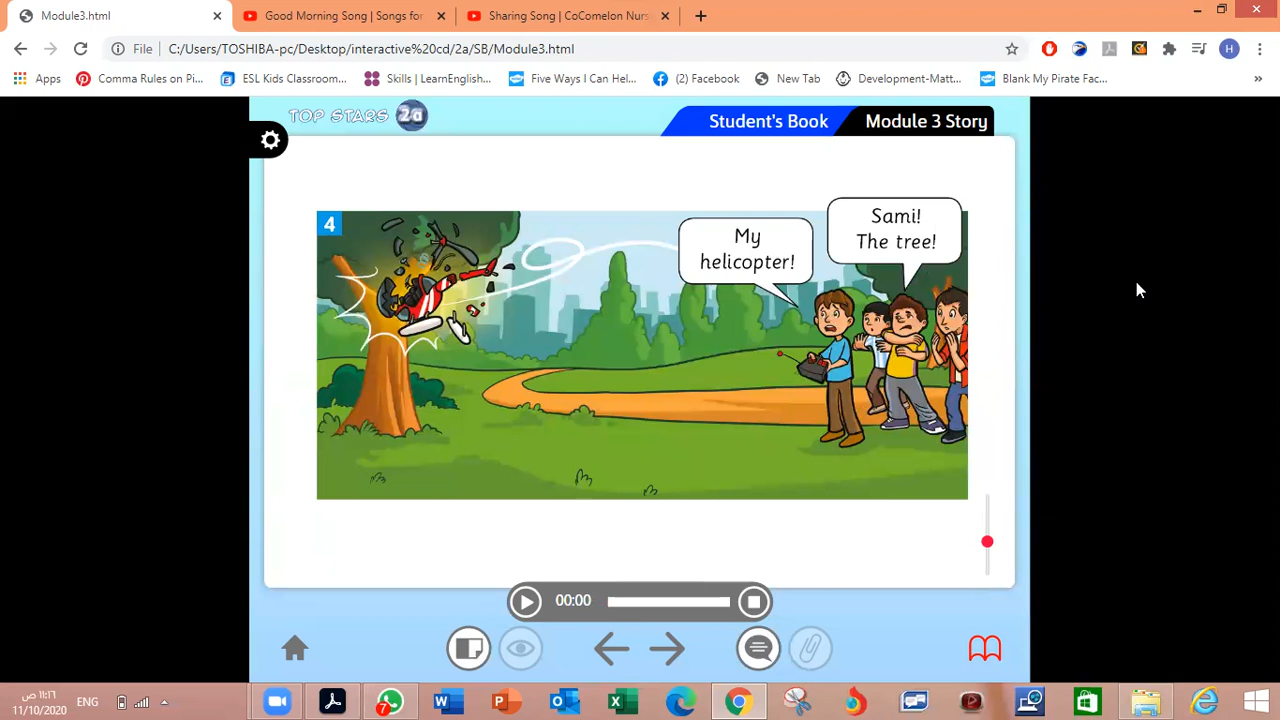 Module3.html
Good Morning Song | Songs for
Sharing Song | CoComelon Nurs
File
C:/Users/TOSHIBA-pc/Desktop/interactive%20cd/2a/SB/Module3.html
H
Apps
Comma Rules on Pi...
ESL Kids Classroom...
Skills | LearnEnglish...
Five Ways I Can Hel...
(2) Facebook
New Tab
Development-Matt...
Blank My Pirate Fac...
»
TOP STARS 2a
Student's Book
Module 3 Story
4
My
helicopter!
Sami!
The tree!
00:00
7
ENG
١١:١٦ ص
11/10/2020